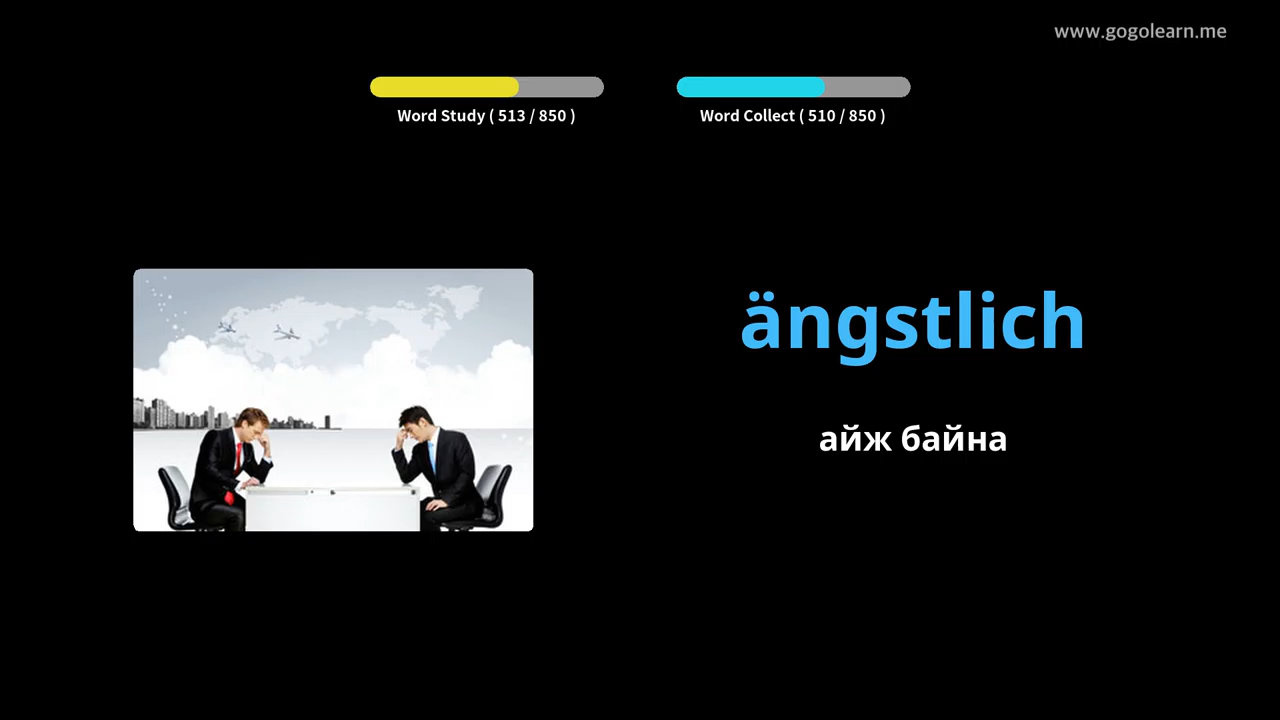 www.gogolearn.me
Word Study ( 513 / 850 )
Word Collect ( 510 / 850 )
ängstlich
айж байна